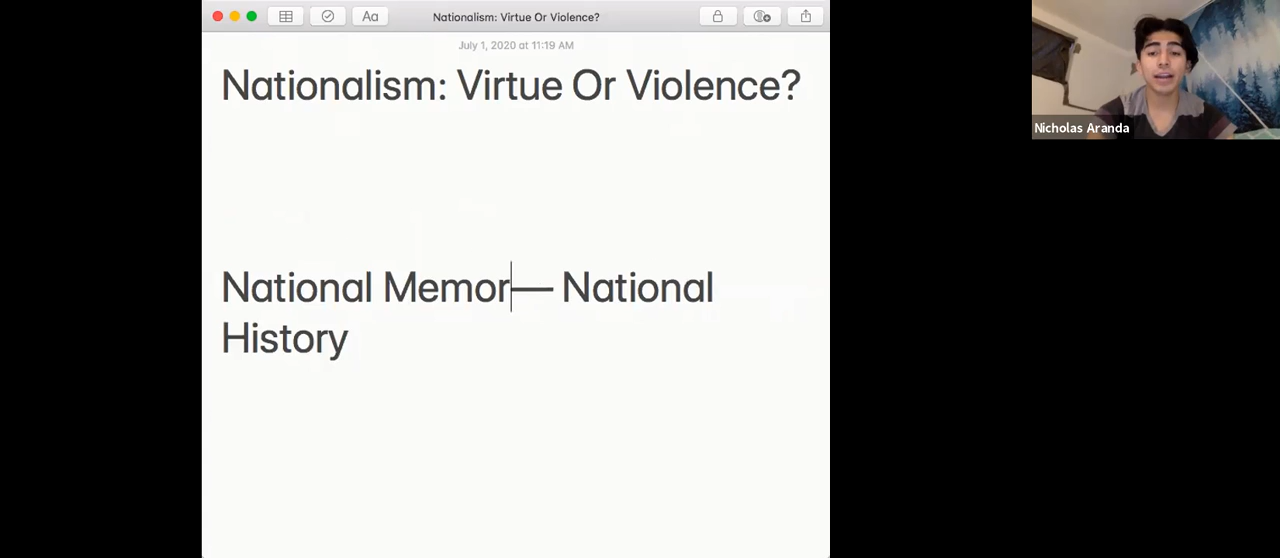 Aa
Nationalism: Virtue Or Violence?
July 1, 2020 at 11:19 AM
Nationalism: Virtue Or Violence?
National Memor— National
History
Nicholas Aranda